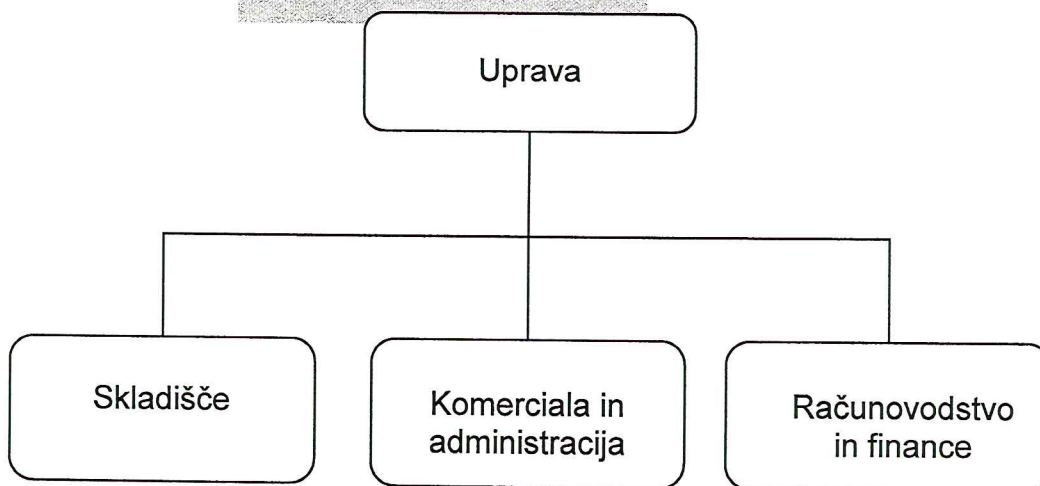 Uprava
Skladišče
Komerciala in
administracija
Računovodstvo
in finance